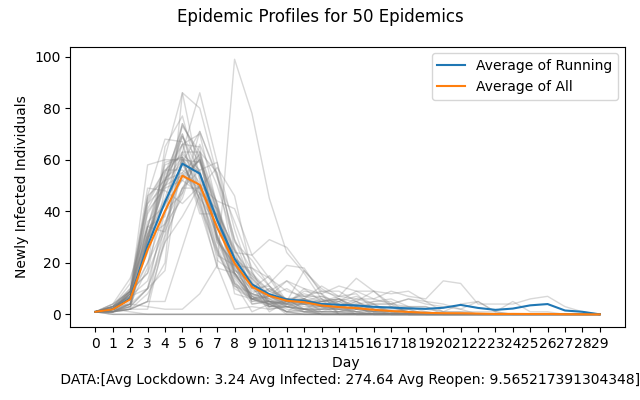 Epidemic Profiles for 50 Epidemics
Average of Running
Average of All
Newly Infected Individuals
100
80
60
40
20
0
0 1 2 3 4 5 6 7 8 9 10 11 12 13 14 15 16 17 18 19 20 21 22 23 24 25 26 27 28 29
Day
DATA:[Avg Lockdown: 3.24 Avg Infected: 274.64 Avg Reopen: 9.565217391304348]